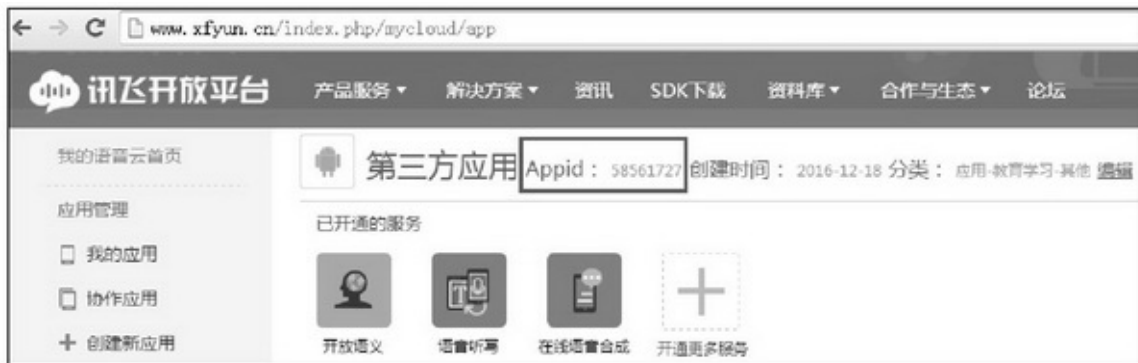 www.xfyun.cn/index.php/mycloud/app
讯飞开放平台 产品服务 解决方案 资讯 SDK下载 资料库 合作与生态 论坛
我的语音云首页
第三方应用 Appid： 58561727 创建时间： 2016-12-18 分类： 应用-教育学习-其他 编辑
应用管理
已开通的服务
我的应用
协作应用
创建新应用
开放语义 语音听写 在线语音合成 开通更多服务